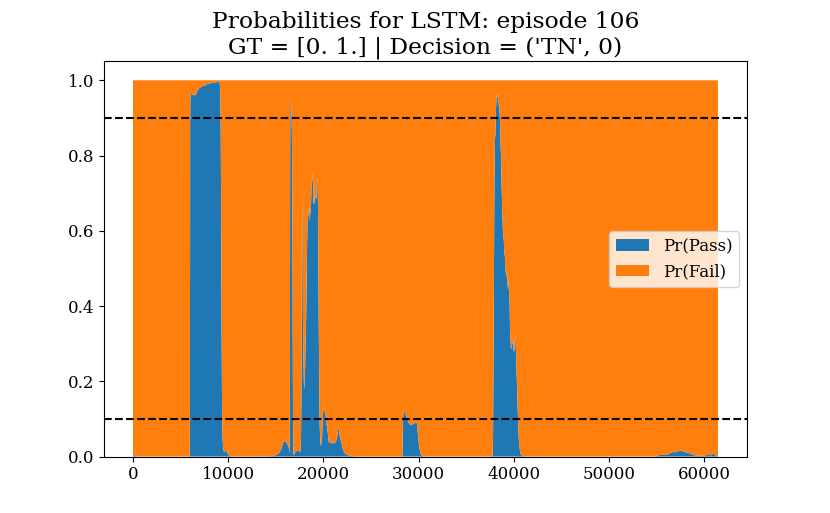 Probabilities for LSTM: episode 106
GT = [0. 1.] | Decision = ('TN', 0)
1.0
0.8
0.6
0.4
0.2
0.0
Pr(Pass)
Pr(Fail)
0 10000 20000 30000 40000 50000 60000